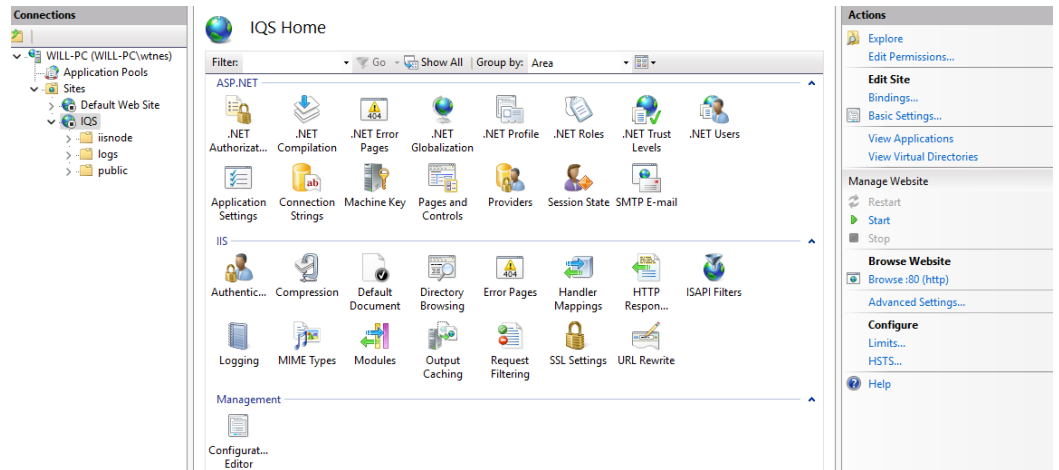 Connections
WILL-PC (WILL-PC\wtnes)
Application Pools
Sites
Default Web Site
IQS
iisnode
logs
public
IQS Home
Filter: Go Show All Group by: Area
ASP.NET
.NET Authorizat...
.NET Compilation
.NET Error Pages
.NET Globalization
.NET Profile
.NET Roles
.NET Trust Levels
.NET Users
Application Settings
Connection Strings
Machine Key
Pages and Controls
Providers
Session State
SMTP E-mail
IIS
Authentic...
Compression
Default Document
Directory Browsing
Error Pages
Handler Mappings
HTTP Respon...
ISAPI Filters
Logging
MIME Types
Modules
Output Caching
Request Filtering
SSL Settings
URL Rewrite
Management
Configurat... Editor
Actions
Explore
Edit Permissions...
Edit Site
Bindings...
Basic Settings...
View Applications
View Virtual Directories
Manage Website
Restart
Start
Stop
Browse Website
Browse :80 (http)
Advanced Settings...
Configure
Limits...
HSTS...
Help